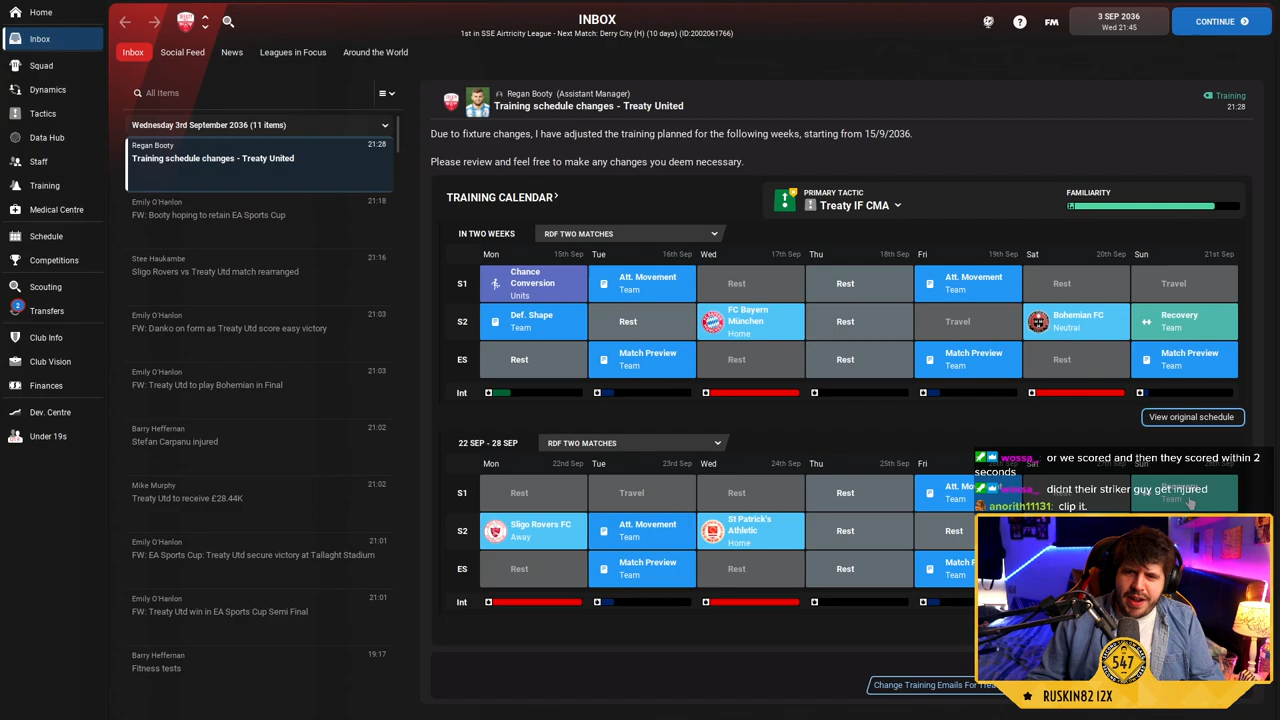 Home
Inbox
Squad
Dynamics
Tactics
Data Hub
Staff
Training
Medical Centre
Schedule
Competitions
Scouting
2
Transfers
Club Info
Club Vision
Finances
Dev. Centre
Under 19s
INBOX
1st in SSE Airtricity League - Next Match: Derry City (H) (10 days) (ID:2002061766)
FM
3 SEP 2036
Wed 21:45
CONTINUE
Inbox
Social Feed
News
Leagues in Focus
Around the World
All Items
Wednesday 3rd September 2036 (11 items)
Regan Booty
21:28
Training schedule changes - Treaty United
Emily O'Hanlon
21:18
FW: Booty hoping to retain EA Sports Cup
Stee Haukambe
21:16
Sligo Rovers vs Treaty Utd match rearranged
Emily O'Hanlon
21:03
FW: Danko on form as Treaty Utd score easy victory
Emily O'Hanlon
21:03
FW: Treaty Utd to play Bohemian in Final
Barry Heffernan
21:02
Stefan Carpanu injured
Mike Murphy
21:02
Treaty Utd to receive £28.44K
Emily O'Hanlon
21:01
FW: EA Sports Cup: Treaty Utd secure victory at Tallaght Stadium
Emily O'Hanlon
21:01
FW: Treaty Utd win in EA Sports Cup Semi Final
Barry Heffernan
19:17
Fitness tests
Regan Booty (Assistant Manager)
Training schedule changes - Treaty United
Training
21:28
Due to fixture changes, I have adjusted the training planned for the following weeks, starting from 15/9/2036.
Please review and feel free to make any changes you deem necessary.
TRAINING CALENDAR
PRIMARY TACTIC
Treaty IF CMA
FAMILIARITY
IN TWO WEEKS
RDF TWO MATCHES
Mon 15th Sep Tue 16th Sep Wed 17th Sep Thu 18th Sep Fri 19th Sep Sat 20th Sep Sun 21st Sep
S1
Chance Conversion
Units
Att. Movement
Team
Rest
Rest
Att. Movement
Team
Rest
Travel
S2
Def. Shape
Team
Rest
FC Bayern München
Home
Rest
Travel
Bohemian FC
Neutral
Recovery
Team
ES
Rest
Match Preview
Team
Rest
Rest
Match Preview
Team
Rest
Match Preview
Team
Int
View original schedule
22 SEP - 28 SEP
RDF TWO MATCHES
Mon 22nd Sep Tue 23rd Sep Wed 24th Sep Thu 25th Sep Fri
S1
Rest
Travel
Rest
Rest
Att. Mo
Team
S2
Sligo Rovers FC
Away
Att. Movement
Team
St Patrick's Athletic
Home
Rest
Rest
ES
Rest
Match Preview
Team
Rest
Rest
Match P
Team
Int
Change Training Emails For Trea
wossa_: or we scored and then they scored within 2
seconds
wossa_: didnt their striker guy get injured
anorith11131: clip it.
547
RUSKIN82 12X